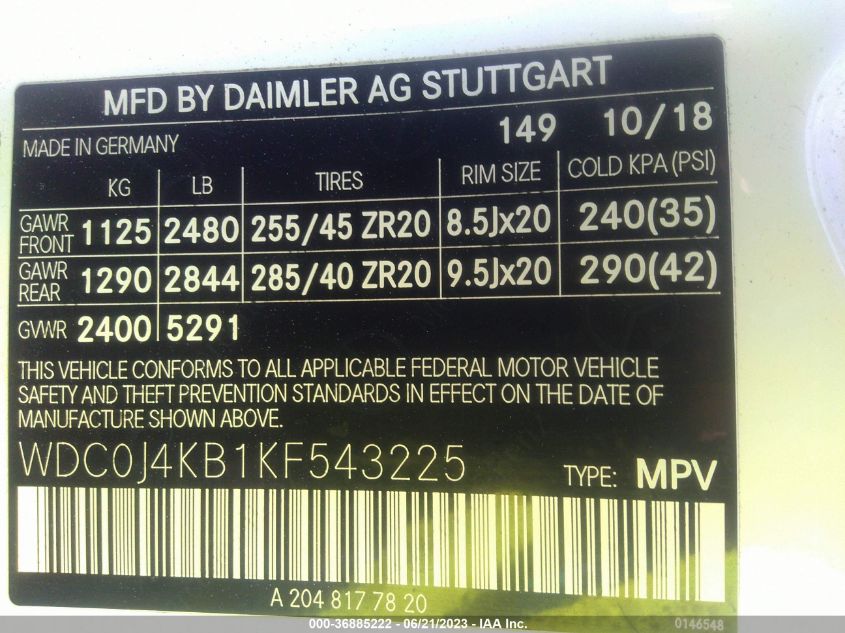 MFD BY DAIMLER AG STUTTGART
MADE IN GERMANY 149 10/18
KG LB TIRES RIM SIZE COLD KPA (PSI)
GAWR FRONT 1125 2480 255/45 ZR20 8.5Jx20 240(35)
GAWR REAR 1290 2844 285/40 ZR20 9.5Jx20 290(42)
GVWR 2400 5291
THIS VEHICLE CONFORMS TO ALL APPLICABLE FEDERAL MOTOR VEHICLE
SAFETY AND THEFT PREVENTION STANDARDS IN EFFECT ON THE DATE OF
MANUFACTURE SHOWN ABOVE.
WDC0J4KB1KF543225 TYPE: MPV
A 204 817 78 20
000-36885222 - 06/21/2023 - IAA Inc. 0146548